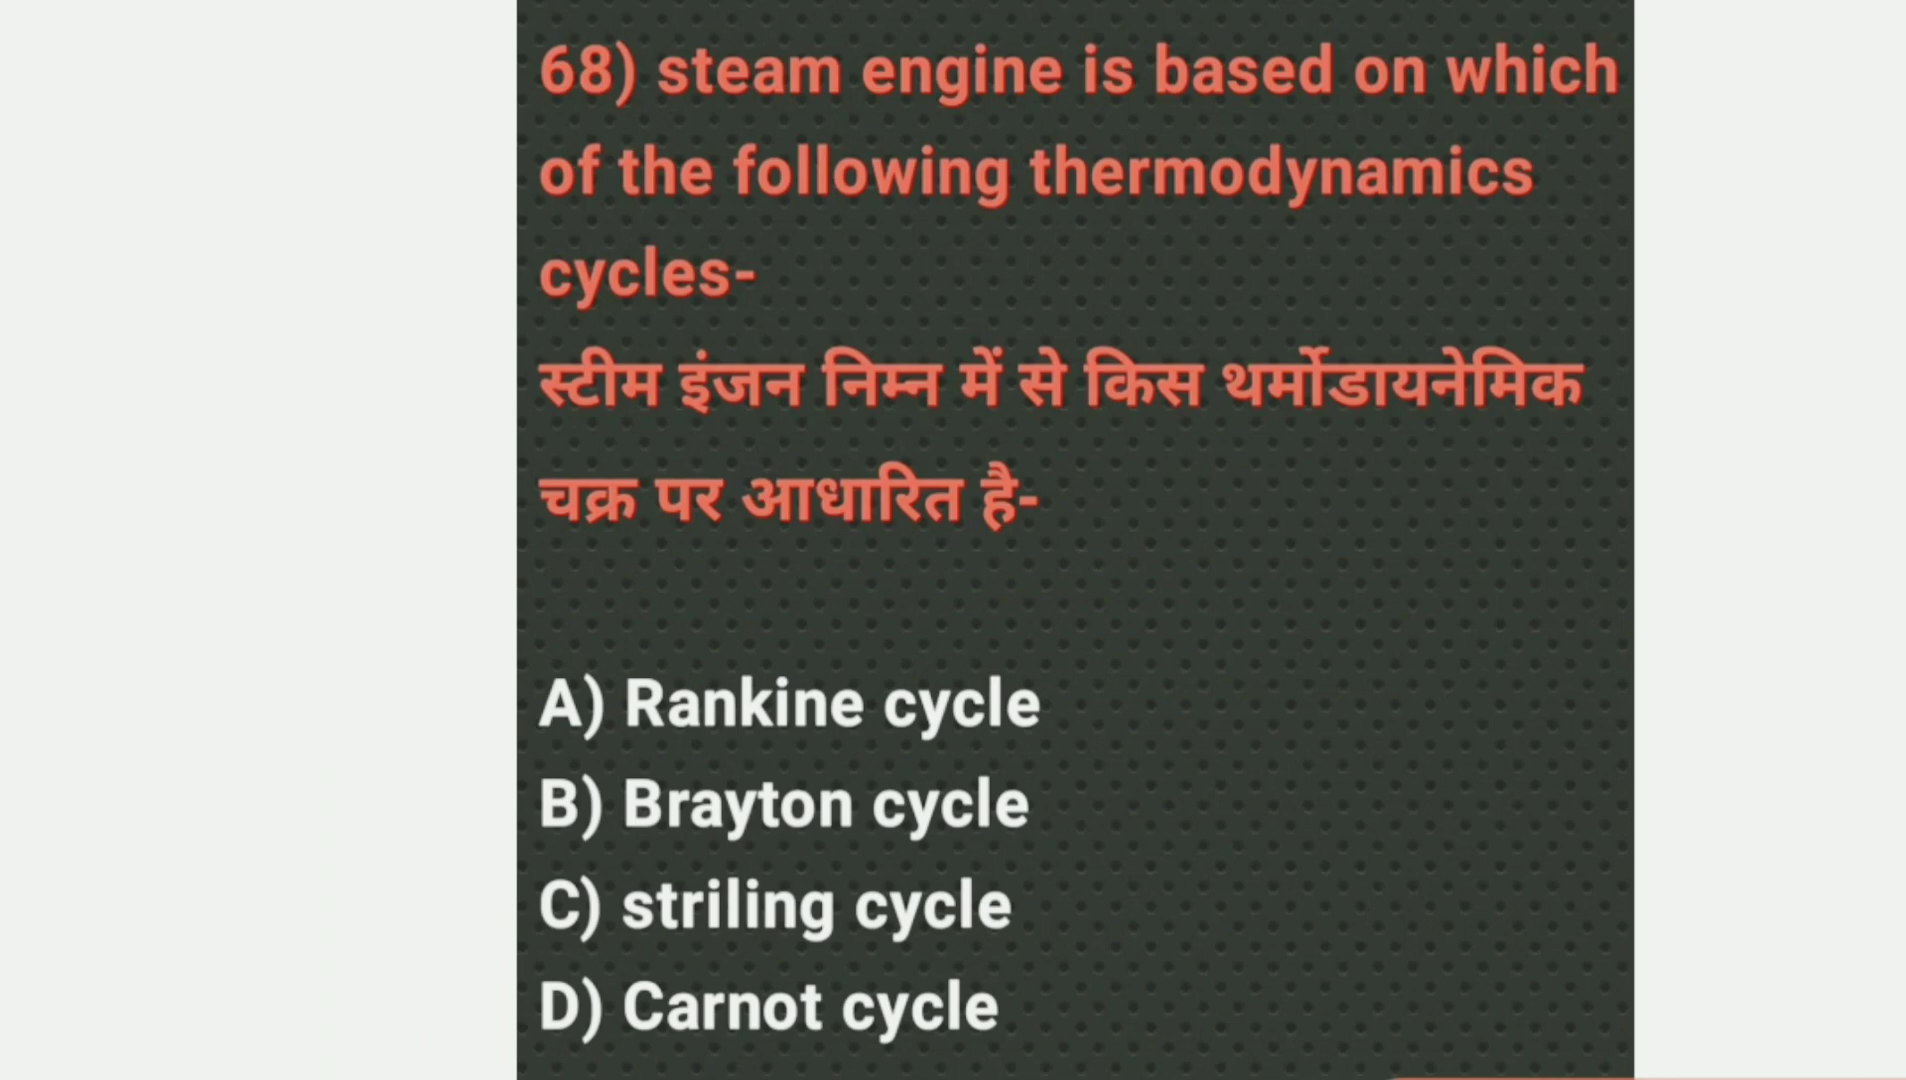 68) steam engine is based on which
of the following thermodynamics
cycles-
स्टीम इंजन निम्न में से किस थर्मोडायनेमिक
चक्र पर आधारित है-
A) Rankine cycle
B) Brayton cycle
C) striling cycle
D) Carnot cycle